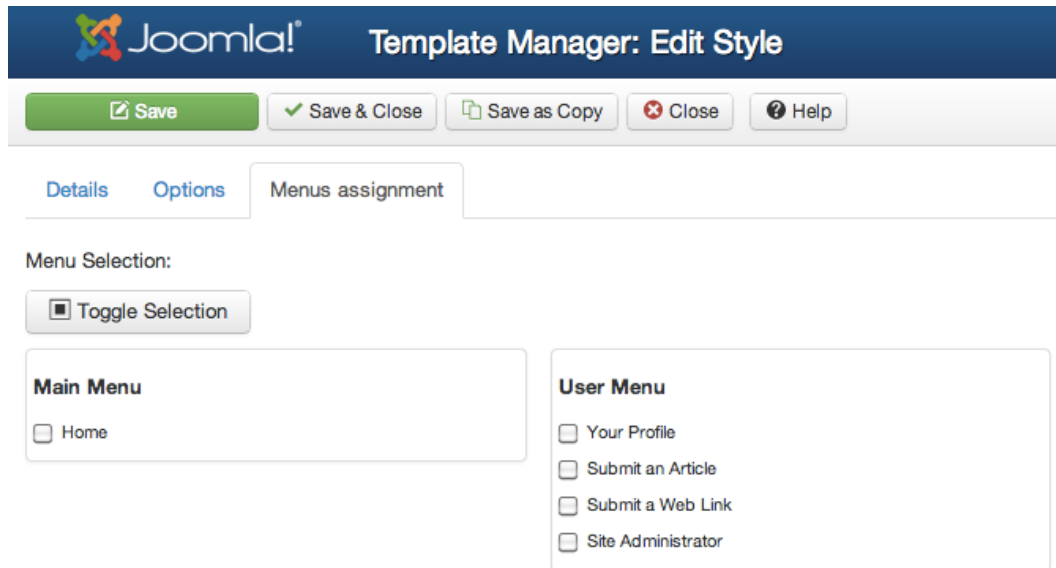 Joomla!® Template Manager: Edit Style
Save Save & Close Save as Copy Close Help
Details Options Menus assignment
Menu Selection:
Toggle Selection
Main Menu
Home
User Menu
Your Profile
Submit an Article
Submit a Web Link
Site Administrator